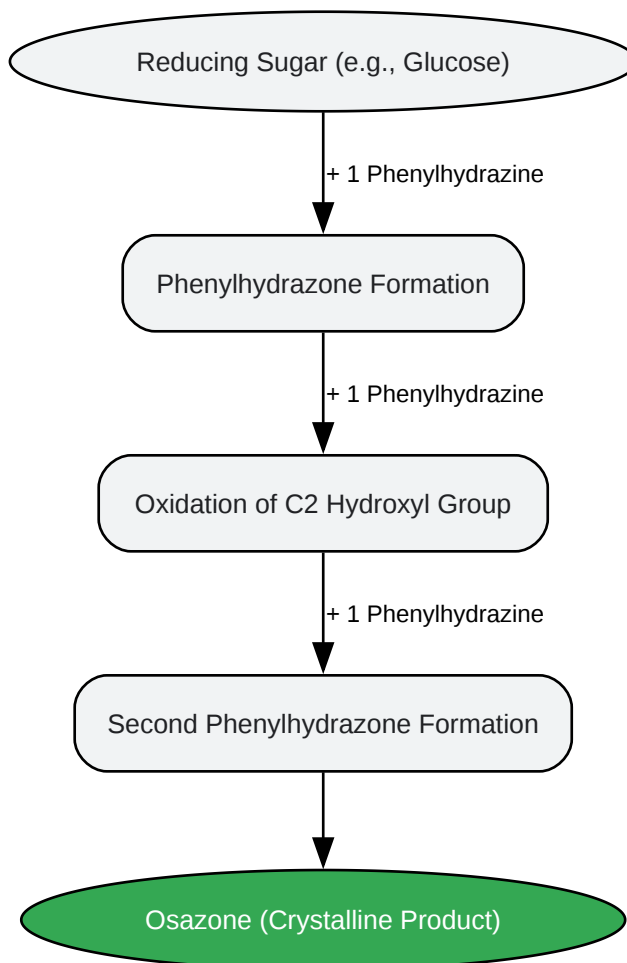 Reducing Sugar (e.g., Glucose)
+ 1 Phenylhydrazine
Phenylhydrazone Formation
+ 1 Phenylhydrazine
Oxidation of C2 Hydroxyl Group
+ 1 Phenylhydrazine
Second Phenylhydrazone Formation
Osazone (Crystalline Product)